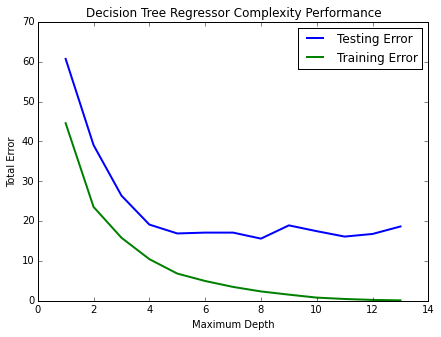 Decision Tree Regressor Complexity Performance
Testing Error
Training Error
Total Error
70
60
50
40
30
20
10
0
0 2 4 6 8 10 12 14
Maximum Depth